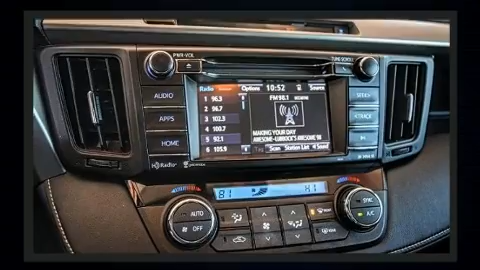 PWR·VOL
TUNE·SCROLL
AUDIO
APPS
HOME
Radio
Options
10:52
Source
FM 98.1
1 96.3
2 96.7
3 102.3
4 100.7
5 92.1
6 105.9
MAKING YOUR DAY
AWESOME-LUBBOCK'S AWESOME 98
Tag
Scan
Station List
Sound
SEEK
TRACK
HD Radio
81
AUTO
OFF
SYNC
A/C